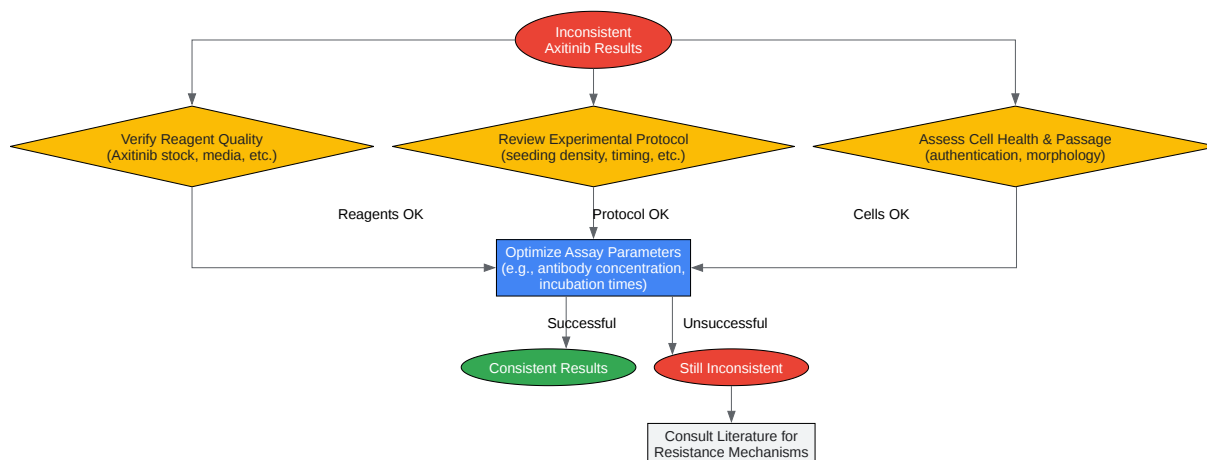 Inconsistent
Axitinib Results
Verify Reagent Quality
(Axitinib stock, media, etc.)
Review Experimental Protocol
(seeding density, timing, etc.)
Assess Cell Health & Passage
(authentication, morphology)
Reagents OK
Protocol OK
Cells OK
Optimize Assay Parameters
(e.g., antibody concentration,
incubation times)
Successful
Unsuccessful
Consistent Results
Still Inconsistent
Consult Literature for
Resistance Mechanisms